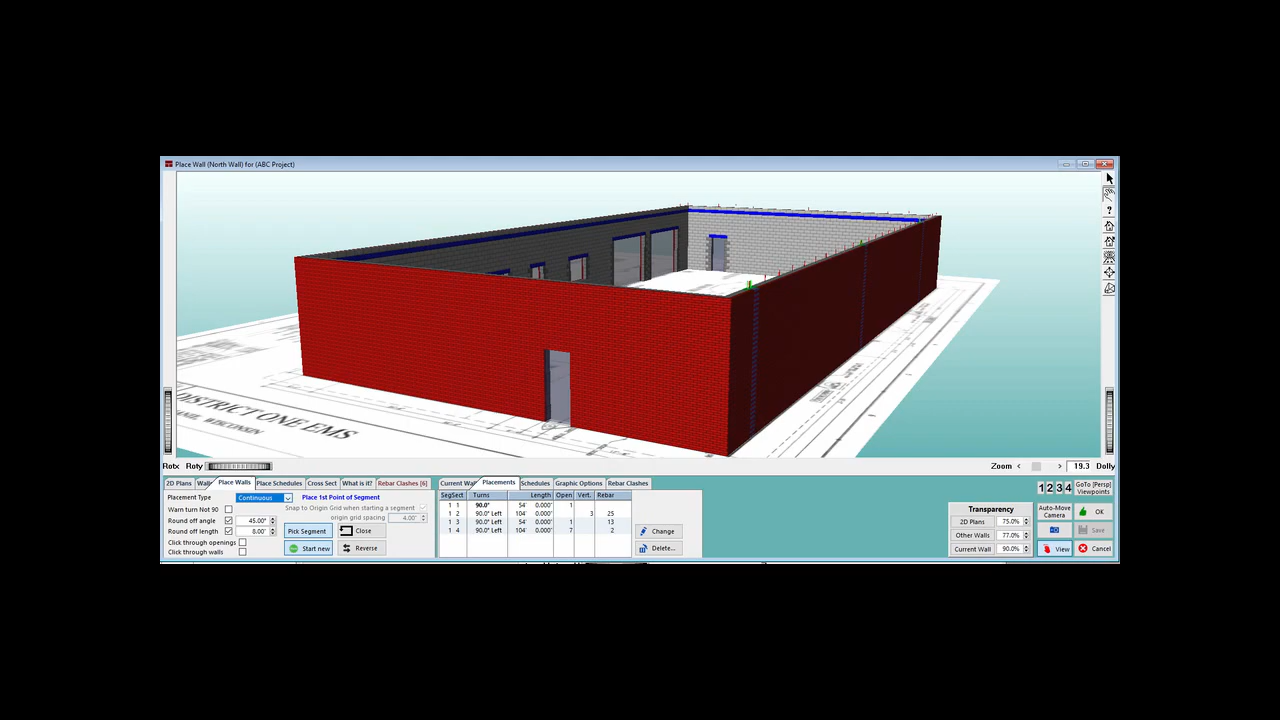 Place Wall (North Wall) for (ABC Project)
DISTRICT ONE EMS
WISCONSIN
Rotx Roty
Zoom < > 19.3 Dolly
2D Plans Walls Place Walls Place Schedules Cross Sect What is it? Rebar Clashes [6]
Current Wall Placements Schedules Graphic Options Rebar Clashes
Placement Type Continuous Place 1st Point of Segment
Warn turn Not 90 Snap to Origin Grid when starting a segment
Round off angle 45.00° origin grid spacing 4.00"
Round off length 8.00" Pick Segment Close
Click through openings
Click through walls Start new Reverse
Seg Sect Turns Length Open Vert. Rebar
1 1 90.0° 54' 0.000" 1
1 2 90.0° Left 104' 0.000" 3 25
1 3 90.0° Left 54' 0.000" 1 13
1 4 90.0° Left 104' 0.000" 7 2
Change
Delete...
1 2 3 4 GoTo [Persp] Viewpoints
Transparency
2D Plans 75.0%
Other Walls 77.0%
Current Wall 90.0%
Auto-Move Camera OK
Save
View Cancel